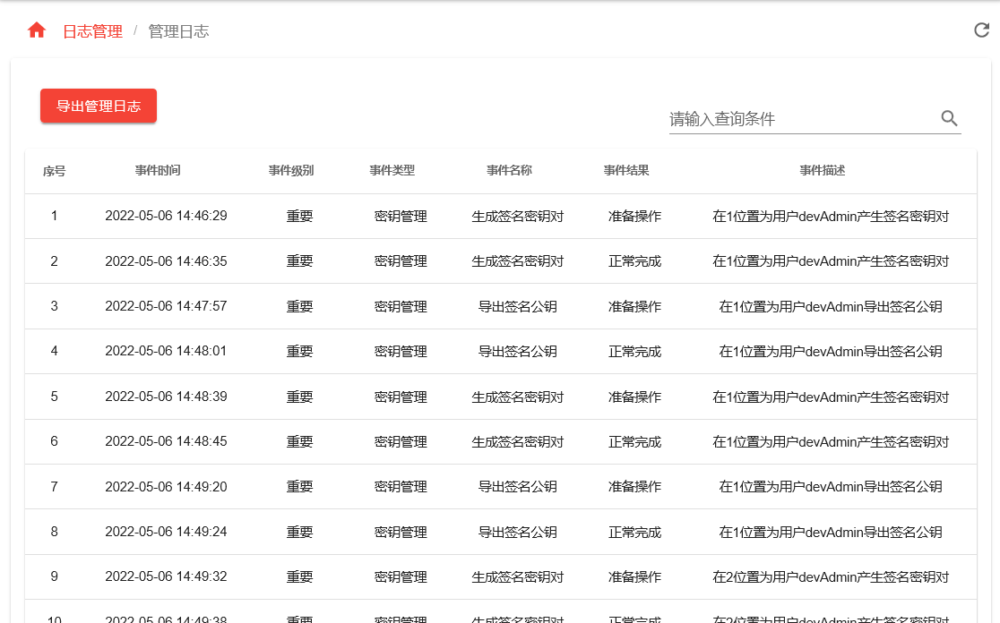 日志管理 / 管理日志
导出管理日志
请输入查询条件
序号 事件时间 事件级别 事件类型 事件名称 事件结果 事件描述
1 2022-05-06 14:46:29 重要 密钥管理 生成签名密钥对 准备操作 在1位置为用户devAdmin产生签名密钥对
2 2022-05-06 14:46:35 重要 密钥管理 生成签名密钥对 正常完成 在1位置为用户devAdmin产生签名密钥对
3 2022-05-06 14:47:57 重要 密钥管理 导出签名公钥 准备操作 在1位置为用户devAdmin导出签名公钥
4 2022-05-06 14:48:01 重要 密钥管理 导出签名公钥 正常完成 在1位置为用户devAdmin导出签名公钥
5 2022-05-06 14:48:39 重要 密钥管理 生成签名密钥对 准备操作 在1位置为用户devAdmin产生签名密钥对
6 2022-05-06 14:48:45 重要 密钥管理 生成签名密钥对 正常完成 在1位置为用户devAdmin产生签名密钥对
7 2022-05-06 14:49:20 重要 密钥管理 导出签名公钥 准备操作 在1位置为用户devAdmin导出签名公钥
8 2022-05-06 14:49:24 重要 密钥管理 导出签名公钥 正常完成 在1位置为用户devAdmin导出签名公钥
9 2022-05-06 14:49:32 重要 密钥管理 生成签名密钥对 准备操作 在2位置为用户devAdmin产生签名密钥对
10 2022-05-06 14:49:38 重要 密钥管理 生成签名密钥对 正常完成 在2位置为用户devAdmin产生签名密钥对